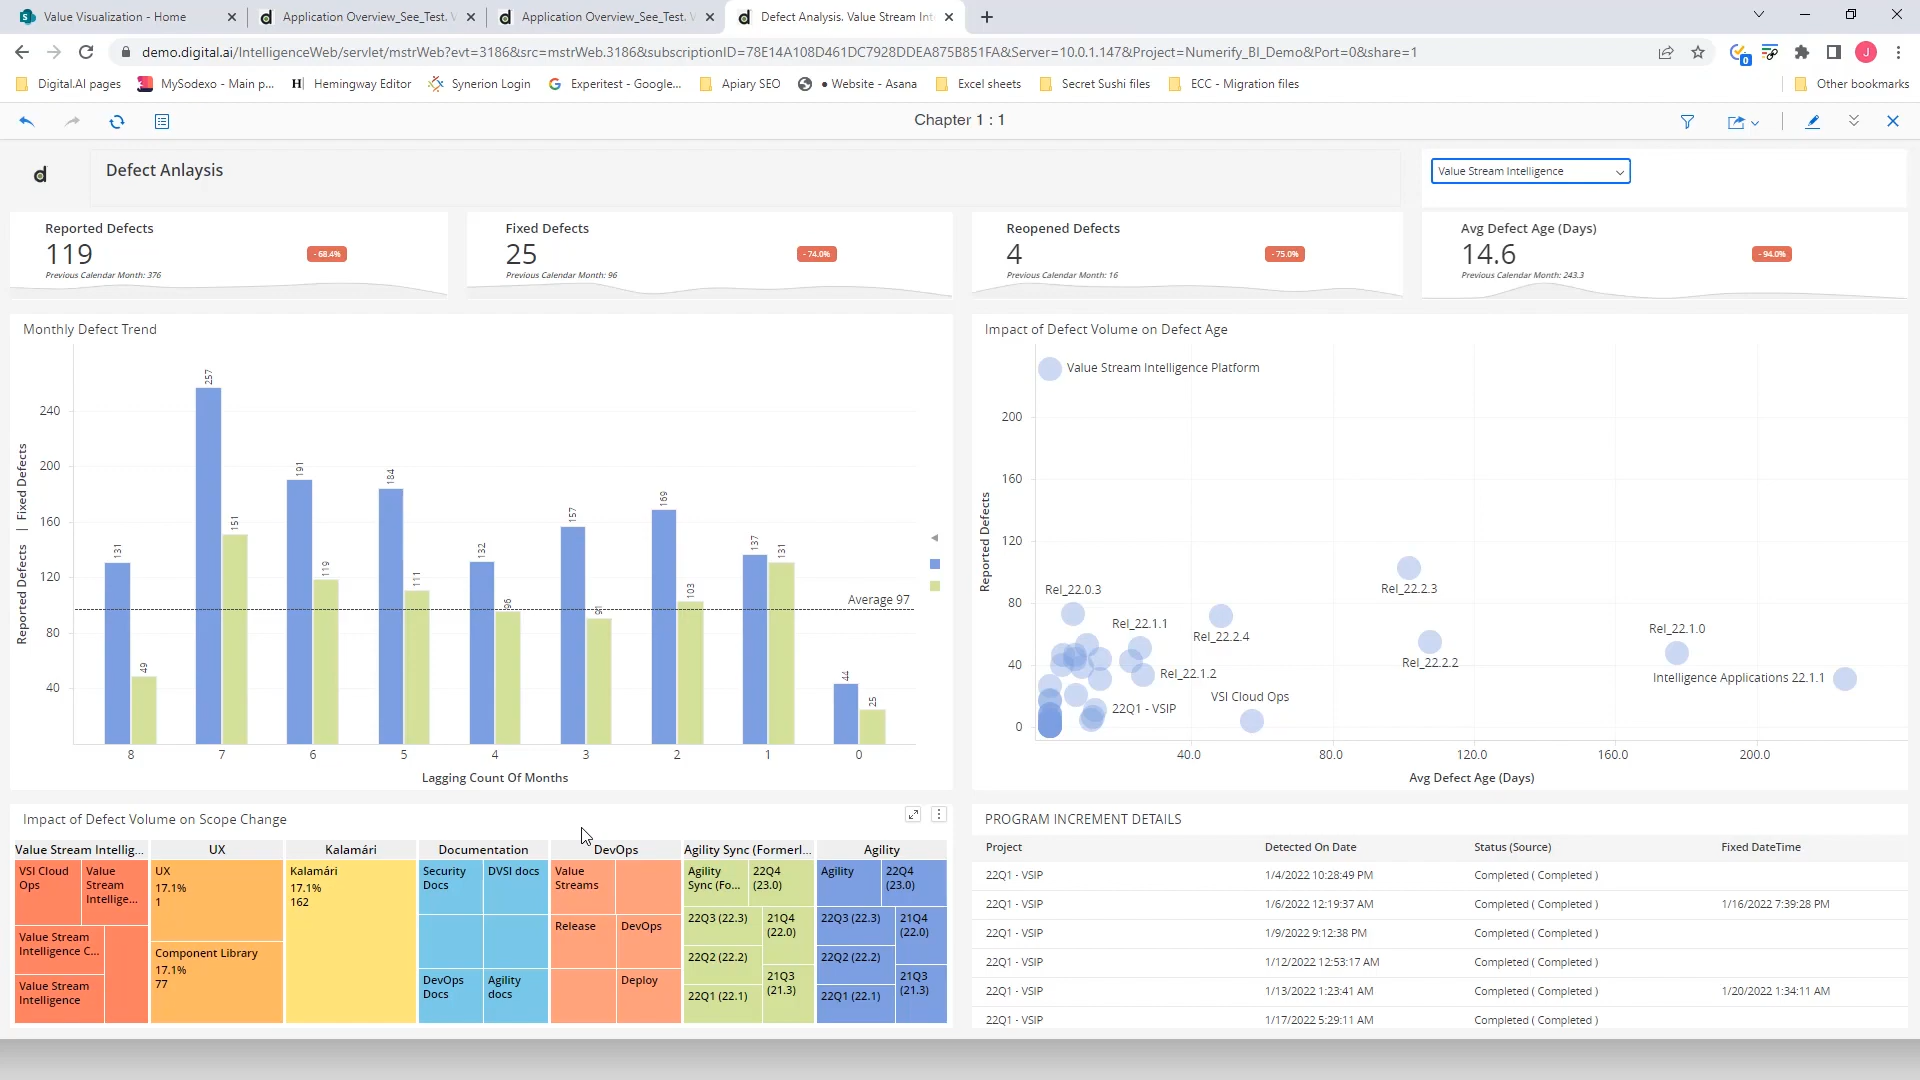 Value Visualization - Home
Application Overview_See_Test. V
Application Overview_See_Test. V
Defect Analysis. Value Stream Int
demo.digital.ai/IntelligenceWeb/servlet/mstrWeb?evt=3186&src=mstrWeb.3186&subscriptionID=78E14A108D461DC7928DDEA875B851FA&Server=10.0.1.147&Project=Numerify_BI_Demo&Port=0&share=1
0
J
Digital.AI pages
MySodexo - Main p...
H
Hemingway Editor
Synerion Login
Experitest - Google...
Apiary SEO
● Website - Asana
Excel sheets
Secret Sushi files
ECC - Migration files
Other bookmarks
Chapter 1 : 1
d
Defect Anlaysis
Value Stream Intelligence
Reported Defects
119
- 68.4%
Previous Calendar Month: 376
Fixed Defects
25
- 74.0%
Previous Calendar Month: 96
Reopened Defects
4
- 75.0%
Previous Calendar Month: 16
Avg Defect Age (Days)
14.6
- 94.0%
Previous Calendar Month: 243.3
Monthly Defect Trend
Reported Defects | Fixed Defects
240
200
160
120
80
40
131
49
257
151
191
119
184
111
132
96
157
91
169
103
137
131
44
25
Average 97
8 7 6 5 4 3 2 1 0
Lagging Count Of Months
Impact of Defect Volume on Defect Age
Reported Defects
200
160
120
80
40
0
Value Stream Intelligence Platform
Rel_22.0.3
Rel_22.1.1
Rel_22.2.4
Rel_22.2.3
Rel_22.2.2
Rel_22.1.0
Rel_22.1.2
Intelligence Applications 22.1.1
VSI Cloud Ops
22Q1 - VSIP
40.0 80.0 120.0 160.0 200.0
Avg Defect Age (Days)
Impact of Defect Volume on Scope Change
Value Stream Intellig...
VSI Cloud
Ops
Value
Stream
Intellige...
Value Stream
Intelligence C...
Value Stream
Intelligence
UX
UX
17.1%
1
Component Library
17.1%
77
Kalamári
Kalamári
17.1%
162
Documentation
Security
Docs
DVSI docs
DevOps
Docs
Agility
docs
DevOps
Value
Streams
Release
DevOps
Deploy
Agility Sync (Formerl...
Agility
Sync (Fo...
22Q4
(23.0)
22Q3 (22.3)
21Q4
(22.0)
22Q2 (22.2)
21Q3
(21.3)
22Q1 (22.1)
Agility
Agility
22Q4
(23.0)
22Q3 (22.3)
21Q4
(22.0)
22Q2 (22.2)
21Q3
(21.3)
22Q1 (22.1)
PROGRAM INCREMENT DETAILS
Project Detected On Date Status (Source) Fixed DateTime
22Q1 - VSIP 1/4/2022 10:28:49 PM Completed ( Completed )
22Q1 - VSIP 1/6/2022 12:19:37 AM Completed ( Completed ) 1/16/2022 7:39:28 PM
22Q1 - VSIP 1/9/2022 9:12:38 PM Completed ( Completed )
22Q1 - VSIP 1/12/2022 12:53:17 AM Completed ( Completed )
22Q1 - VSIP 1/13/2022 1:23:41 AM Completed ( Completed ) 1/20/2022 1:34:11 AM
22Q1 - VSIP 1/17/2022 5:29:11 AM Completed ( Completed )